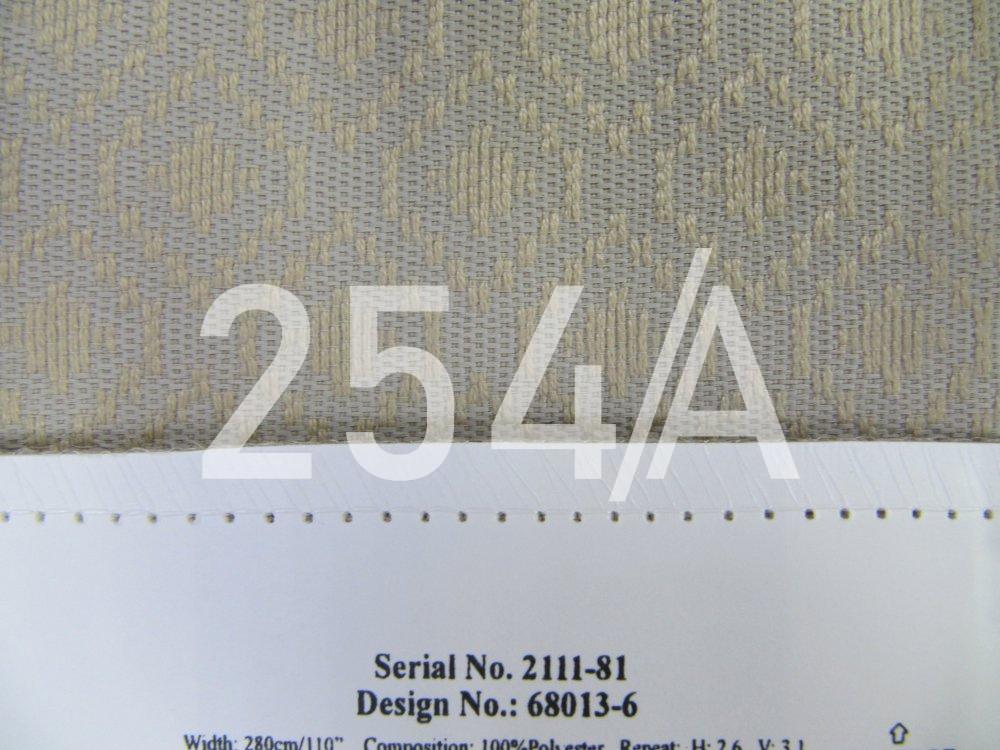 254/A
Serial No. 2111-81
Design No.: 68013-6
Width: 280cm/110” Composition: 100%Polyester Repeat: H: 2.6 V: 3.1